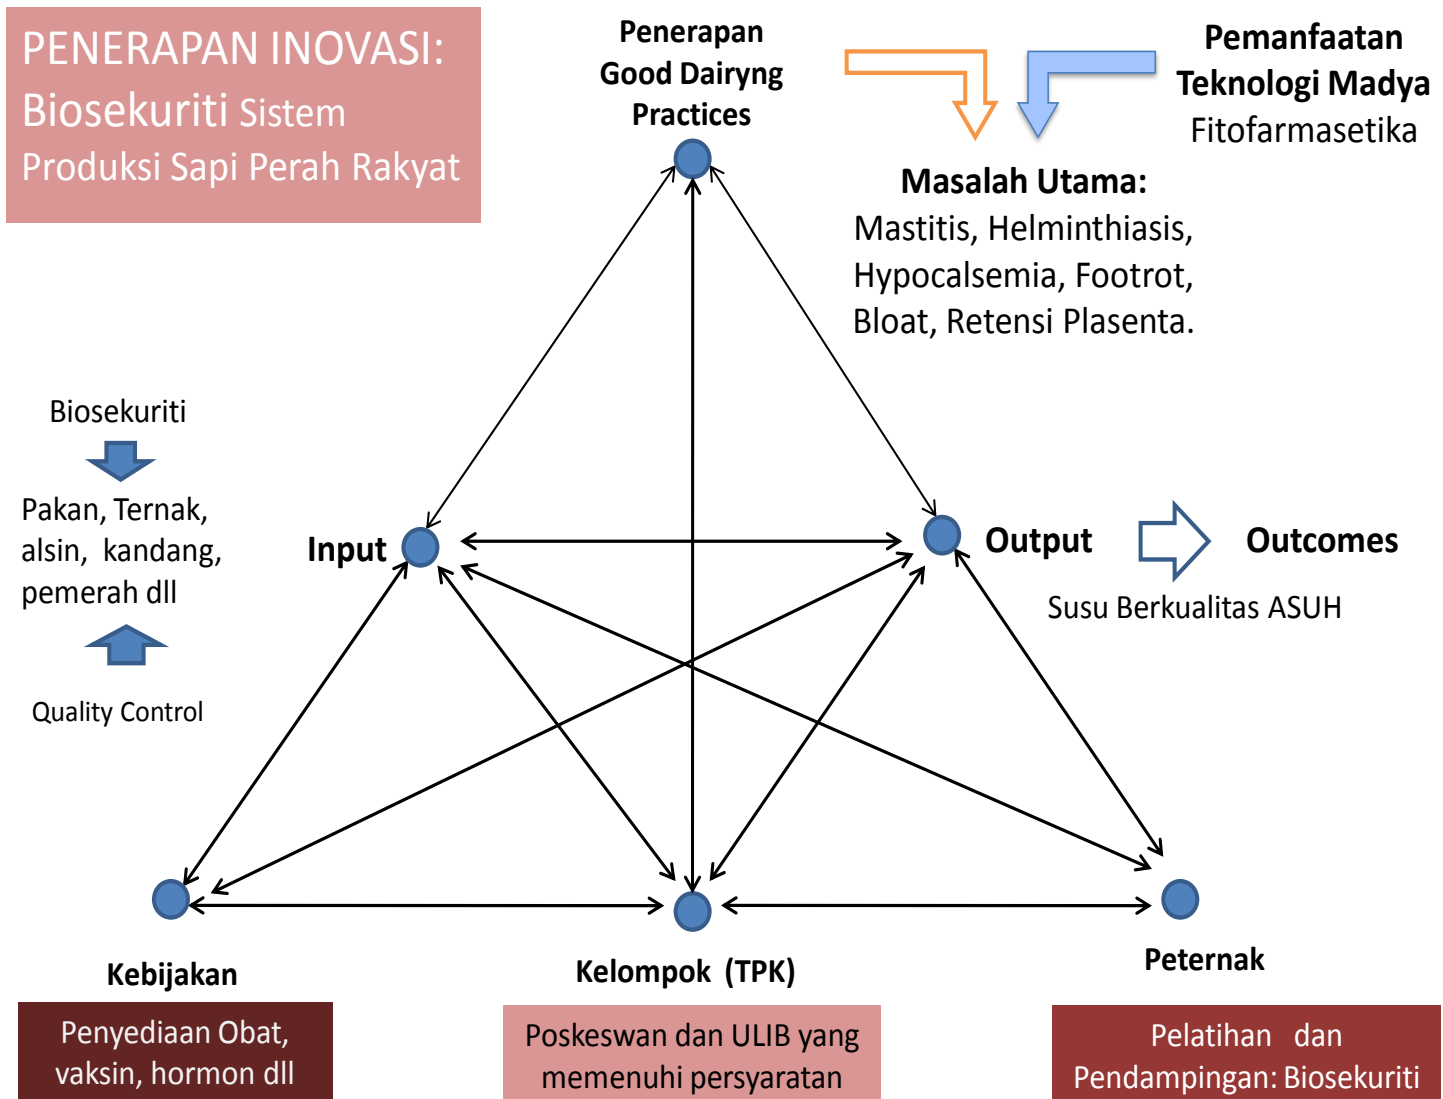 PENERAPAN INOVASI:
Biosekuriti Sistem
Produksi Sapi Perah Rakyat
Penerapan
Good Dairyng
Practices
Pemanfaatan
Teknologi Madya
Fitofarmasetika
Masalah Utama:
Mastitis, Helminthiasis,
Hypocalsemia, Footrot,
Bloat, Retensi Plasenta.
Biosekuriti
Pakan, Ternak,
alsin, kandang,
pemerah dll
Quality Control
Input
Output
Outcomes
Susu Berkualitas ASUH
Kebijakan
Penyediaan Obat,
vaksin, hormon dll
Kelompok (TPK)
Poskeswan dan ULIB yang
memenuhi persyaratan
Peternak
Pelatihan dan
Pendampingan: Biosekuriti